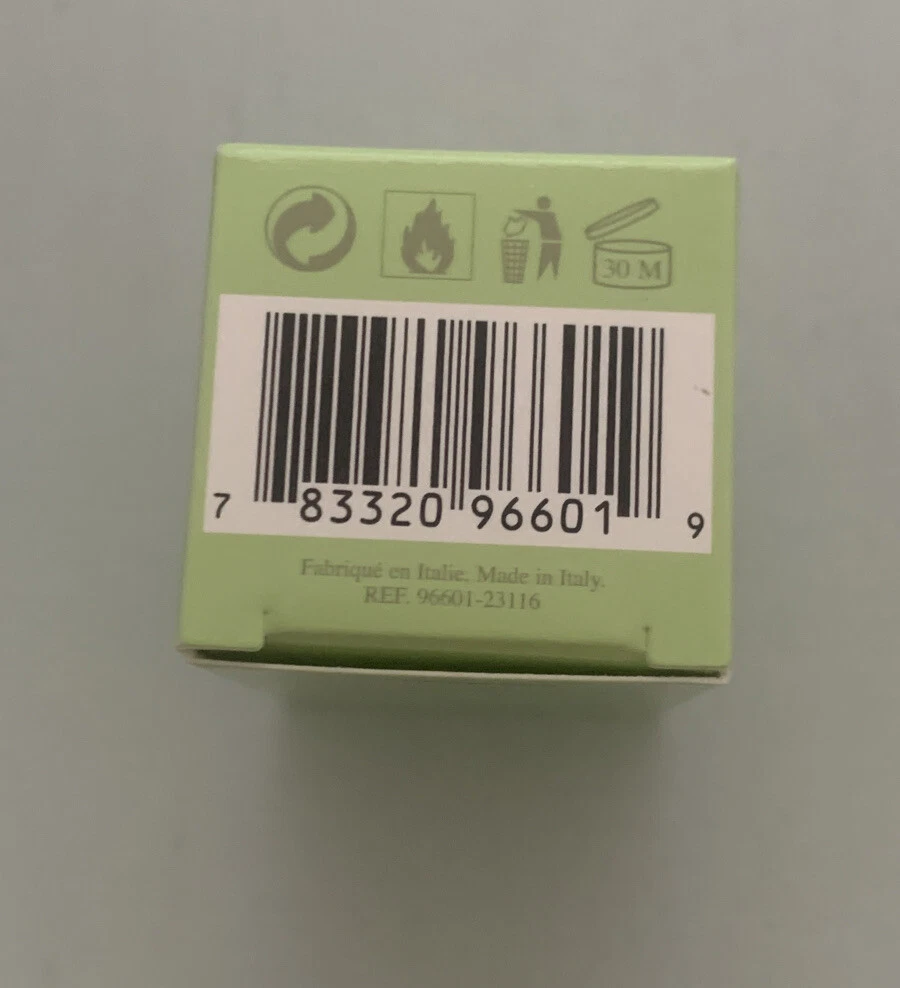 30 M
7 83320 96601 9
Fabriqué en Italie. Made in Italy.
REF. 96601-23116